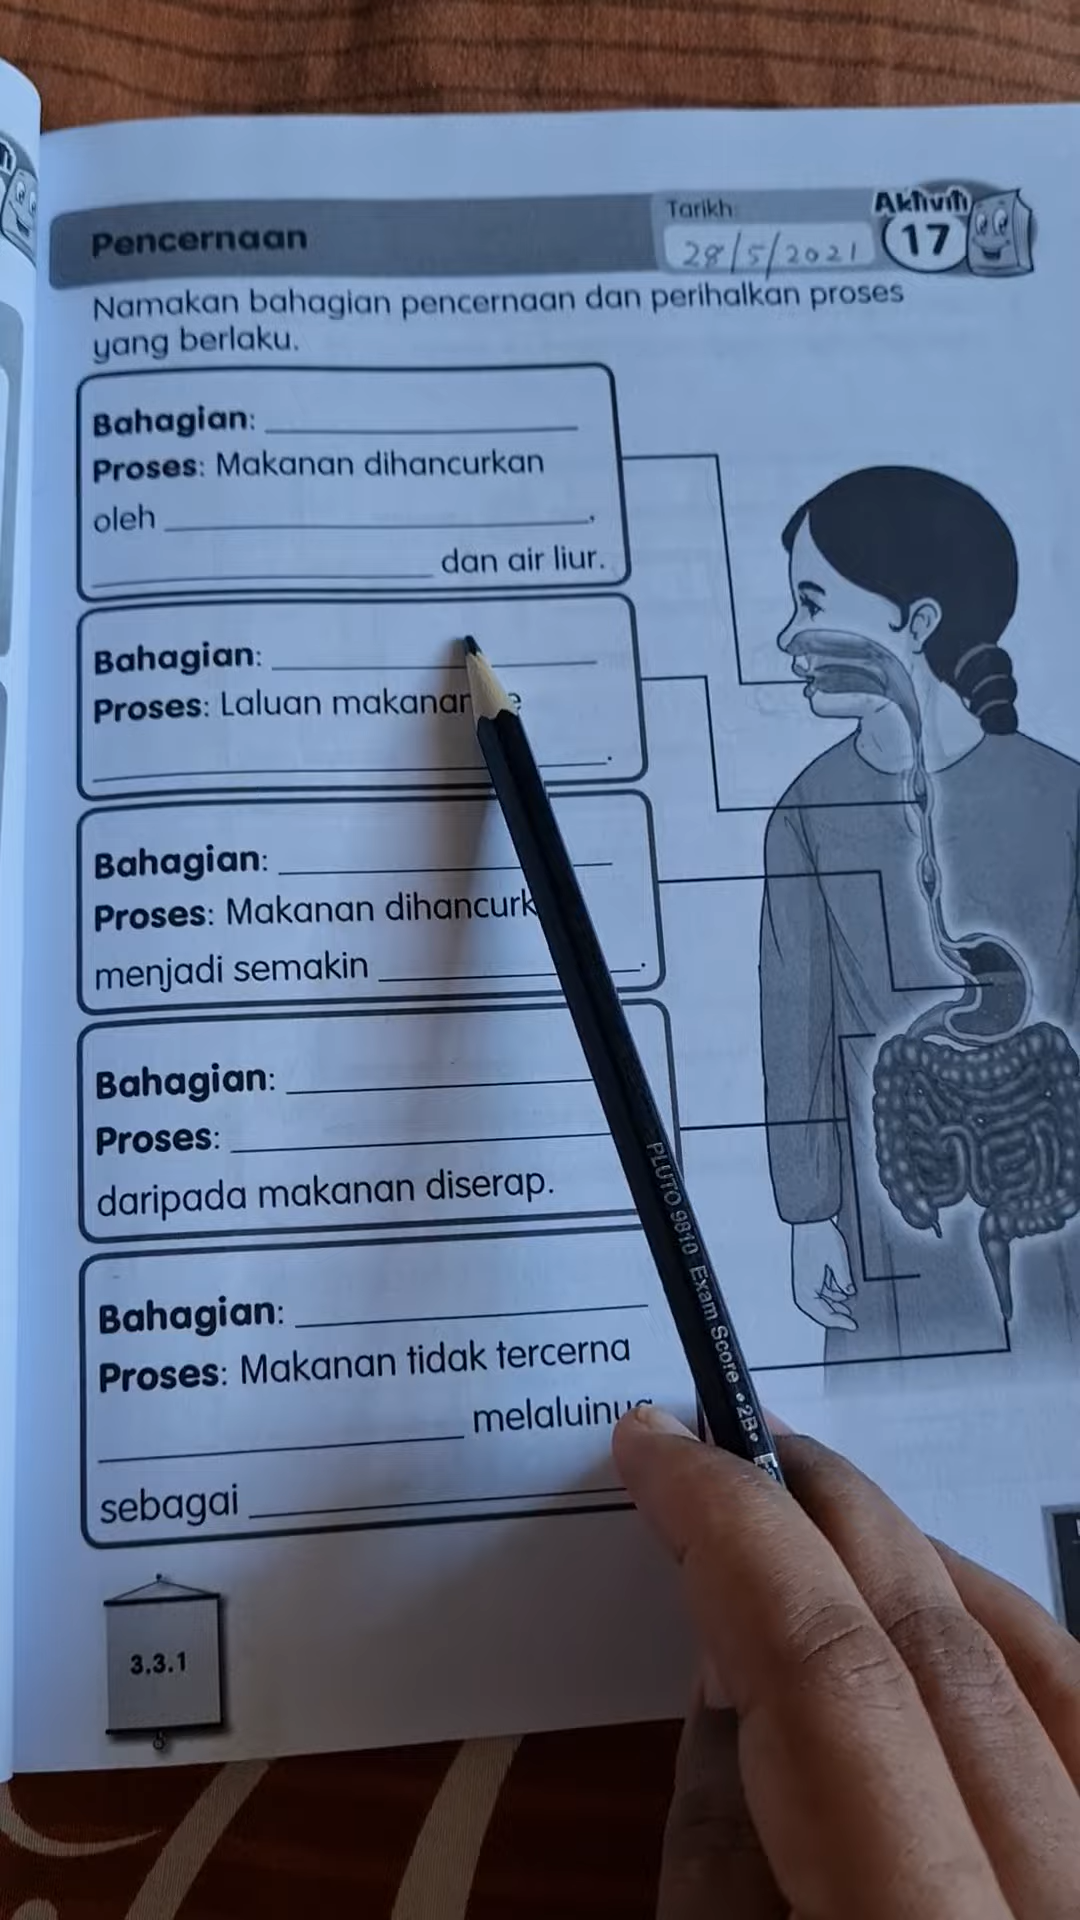 Pencernaan
Tarikh:
28/5/2021
Aktiviti
17
Namakan bahagian pencernaan dan perihalkan proses
yang berlaku.
Bahagian:
Proses: Makanan dihancurkan
oleh ,
dan air liur.
Bahagian:
Proses: Laluan makanan
.
Bahagian:
Proses: Makanan dihancurk
menjadi semakin .
Bahagian:
Proses:
daripada makanan diserap.
Bahagian:
Proses: Makanan tidak tercerna
melaluinya
sebagai
3.3.1
PLUTO 9810 Exam Score • 2B •